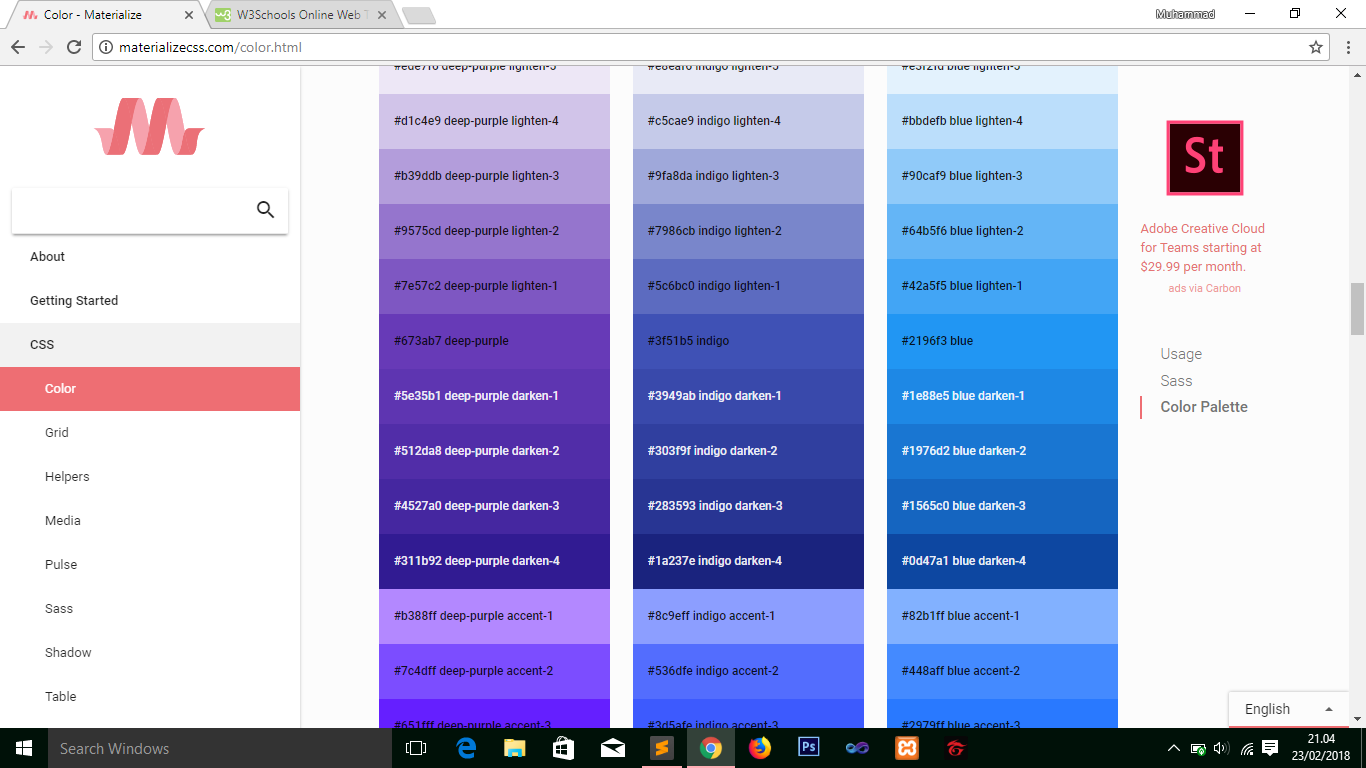 Color - Materialize
W3Schools Online Web T
Muhammad
materializecss.com/color.html
About
Getting Started
CSS
Color
Grid
Helpers
Media
Pulse
Sass
Shadow
Table
#ede7f6 deep-purple lighten-5
#d1c4e9 deep-purple lighten-4
#b39ddb deep-purple lighten-3
#9575cd deep-purple lighten-2
#7e57c2 deep-purple lighten-1
#673ab7 deep-purple
#5e35b1 deep-purple darken-1
#512da8 deep-purple darken-2
#4527a0 deep-purple darken-3
#311b92 deep-purple darken-4
#b388ff deep-purple accent-1
#7c4dff deep-purple accent-2
#651fff deep-purple accent-3
#e8eaf6 indigo lighten-5
#c5cae9 indigo lighten-4
#9fa8da indigo lighten-3
#7986cb indigo lighten-2
#5c6bc0 indigo lighten-1
#3f51b5 indigo
#3949ab indigo darken-1
#303f9f indigo darken-2
#283593 indigo darken-3
#1a237e indigo darken-4
#8c9eff indigo accent-1
#536dfe indigo accent-2
#3d5afe indigo accent-3
#e3f2fd blue lighten-5
#bbdefb blue lighten-4
#90caf9 blue lighten-3
#64b5f6 blue lighten-2
#42a5f5 blue lighten-1
#2196f3 blue
#1e88e5 blue darken-1
#1976d2 blue darken-2
#1565c0 blue darken-3
#0d47a1 blue darken-4
#82b1ff blue accent-1
#448aff blue accent-2
#2979ff blue accent-3
St
Adobe Creative Cloud
for Teams starting at
$29.99 per month.
ads via Carbon
Usage
Sass
Color Palette
English
Search Windows
Ps
21.04
23/02/2018